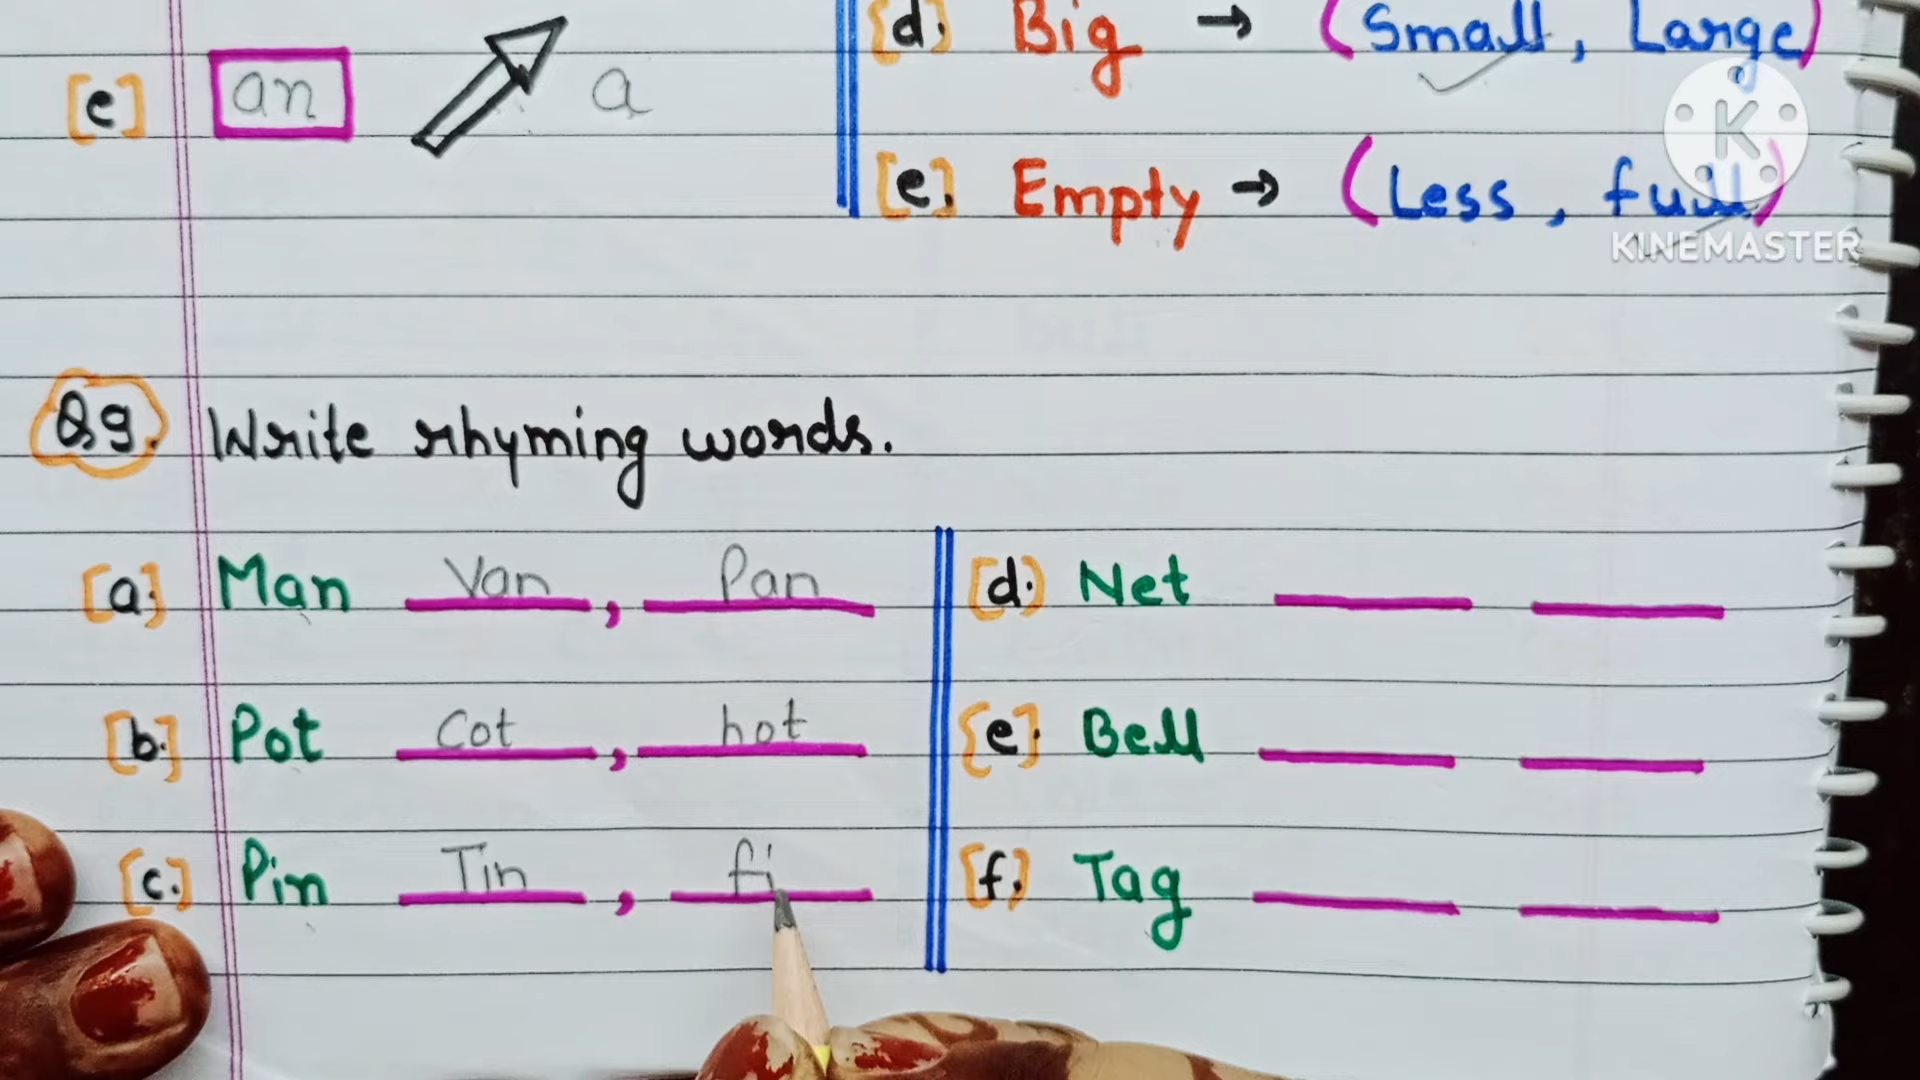 [d.] Big → (Small, Large)
[e] an a
[e.] Empty → (Less, full)
K
KINEMASTER
Q9. Write rhyming words.
[a.] Man Van, Pan
[b.] Pot Cot, hot
[c.] Pin Tin, fi
[d.] Net
[e]. Bell
[f.] Tag